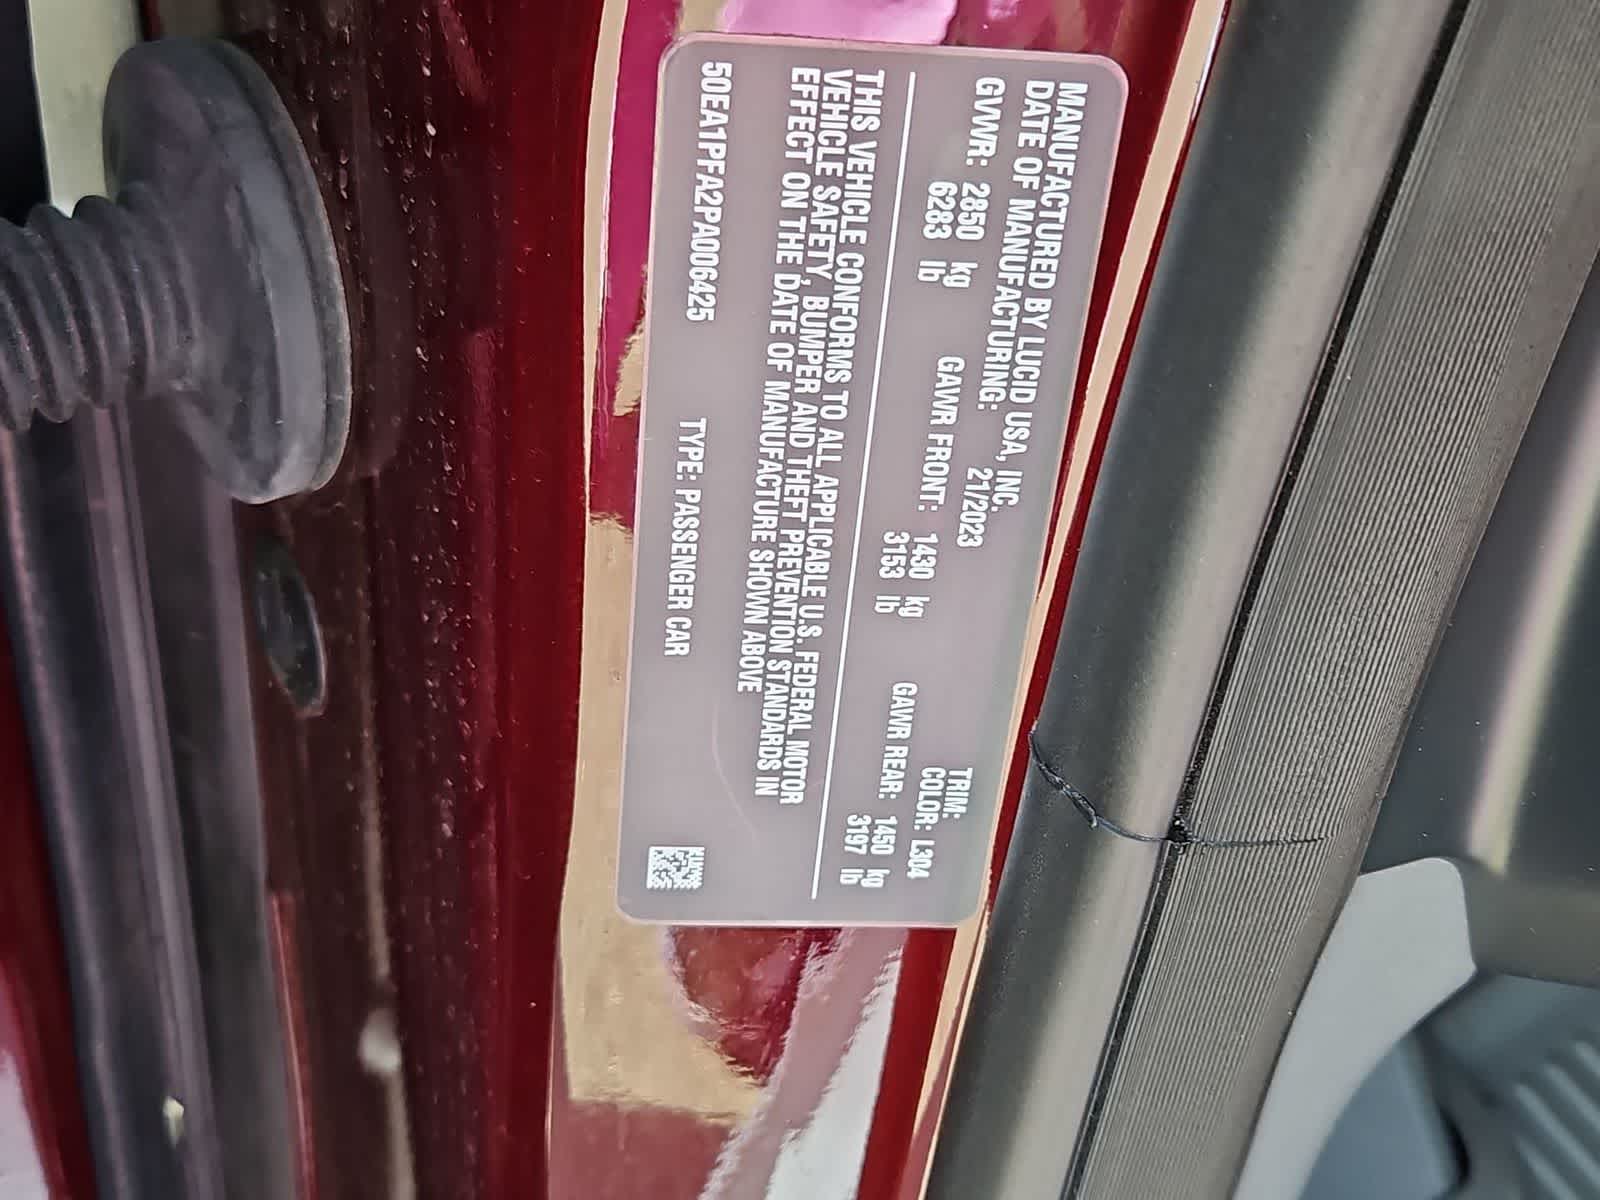 MANUFACTURED BY LUCID USA, INC.
DATE OF MANUFACTURING: 21/2023 TRIM:
GVWR: 2850 kg GAWR FRONT: 1430 kg GAWR REAR: 1450 kg COLOR: L304
6283 lb 3153 lb 3197 lb
THIS VEHICLE CONFORMS TO ALL APPLICABLE U.S. FEDERAL MOTOR
VEHICLE SAFETY, BUMPER AND THEFT PREVENTION STANDARDS IN
EFFECT ON THE DATE OF MANUFACTURE SHOWN ABOVE
50EA1PFA2PA006425 TYPE: PASSENGER CAR